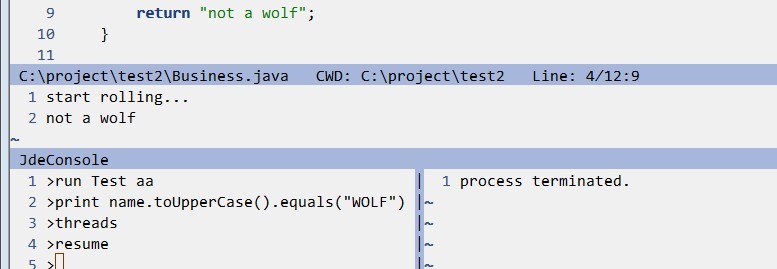 9 return "not a wolf";
10 }
11
C:\project\test2\Business.java CWD: C:\project\test2 Line: 4/12:9
1 start rolling...
2 not a wolf
~
JdeConsole
1 >run Test aa
2 >print name.toUpperCase().equals("WOLF")
3 >threads
4 >resume
5 >
| 1 process terminated.
|~
|~
|~
|~